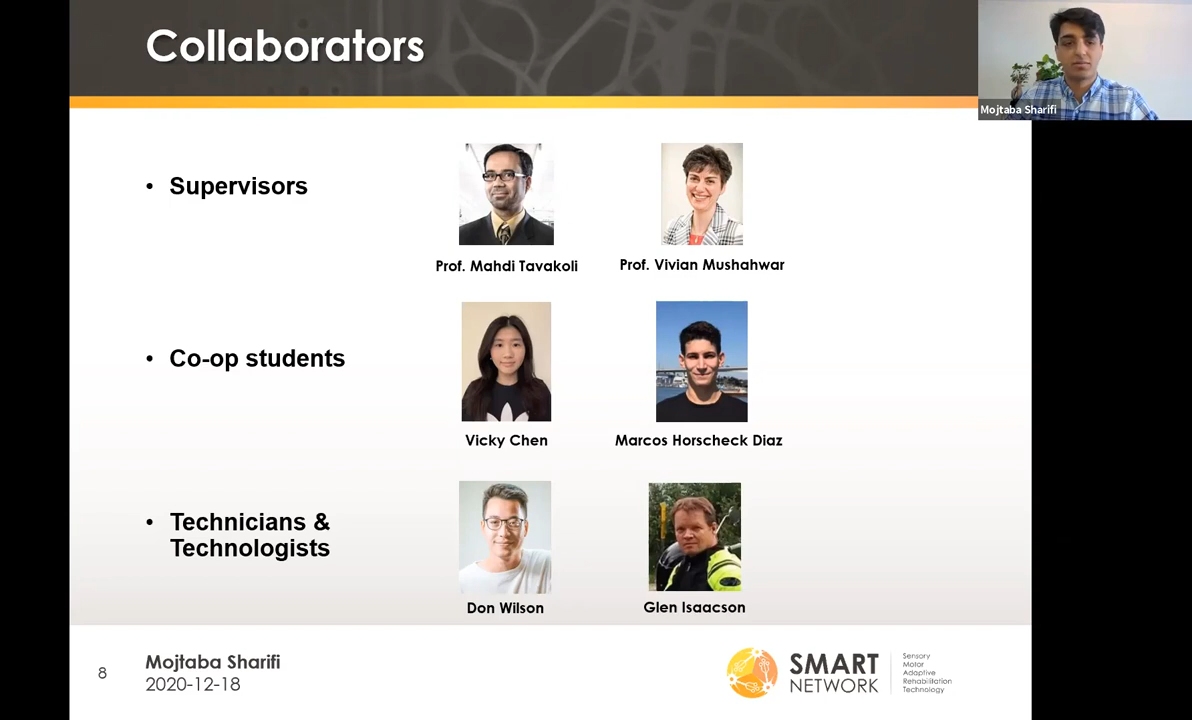 Collaborators
Mojtaba Sharifi
• Supervisors
Prof. Mahdi Tavakoli
Prof. Vivian Mushahwar
• Co-op students
Vicky Chen
Marcos Horscheck Diaz
• Technicians &
Technologists
Don Wilson
Glen Isaacson
8
Mojtaba Sharifi
2020-12-18
SMART
NETWORK
Sensory
Motor
Adaptive
Rehabilitation
Technology